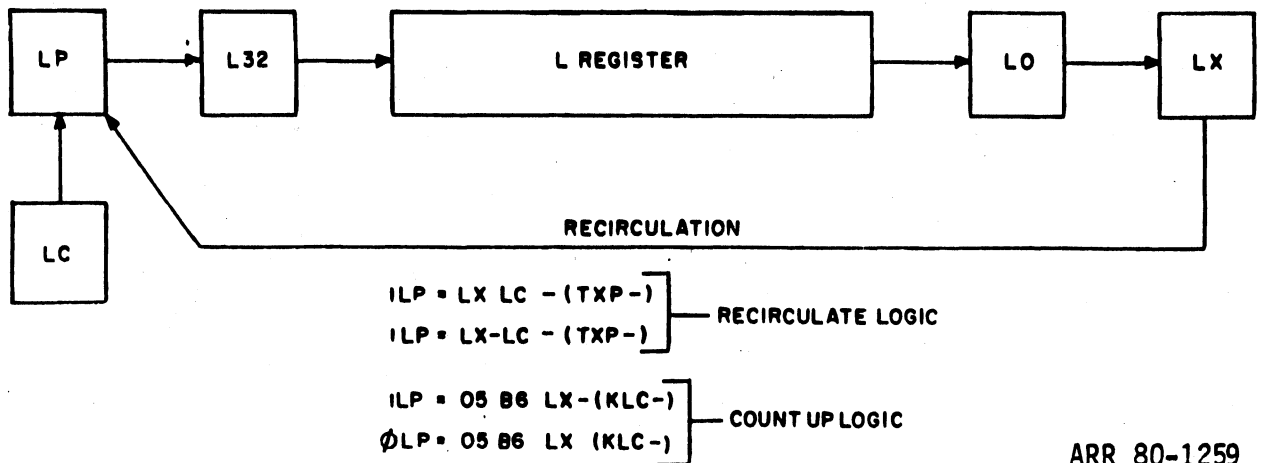 LP
L32
L REGISTER
LO
LX
LC
RECIRCULATION
1LP = LX LC - (TXP-)
1LP = LX-LC - (TXP-)
RECIRCULATE LOGIC
1LP = 05 B6 LX-(KLC-)
ØLP = 05 B6 LX (KLC-)
COUNT UP LOGIC
ARR 80-1259